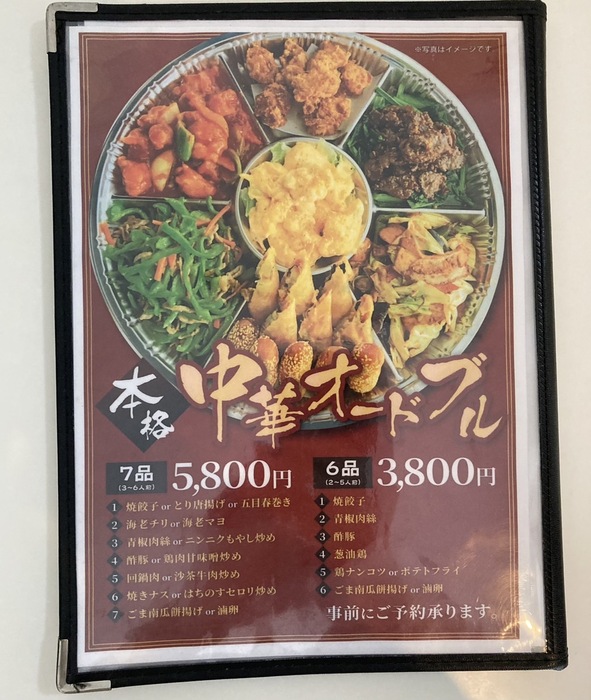 ※写真はイメージです。
本格
中華オードブル
7品
(3~6人前)
5,800円
1 焼餃子 or とり唐揚げ or 五目春巻き
2 海老チリ or 海老マヨ
3 青椒肉絲 or ニンニクもやし炒め
4 酢豚 or 鶏肉甘味噌炒め
5 回鍋肉 or 沙茶牛肉炒め
6 焼きナス or はちのすセロリ炒め
7 ごま南瓜餅揚げ or 滷卵
6品
(2~5人前)
3,800円
1 焼餃子
2 青椒肉絲
3 酢豚
4 葱油鶏
5 鶏ナンコツ or ポテトフライ
6 ごま南瓜餅揚げ or 滷卵
事前にご予約承ります。